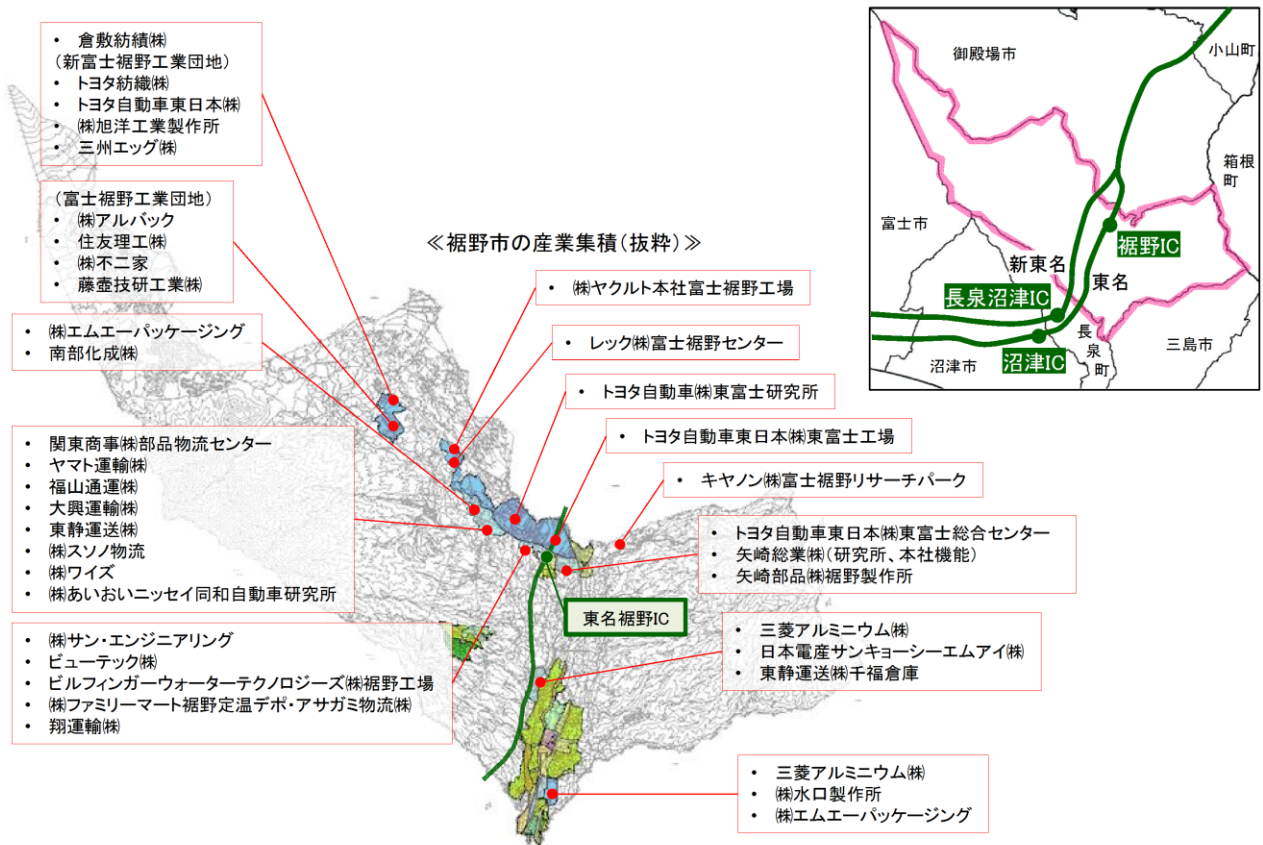 ・ 倉敷紡績㈱
(新富士裾野工業団地)
・ トヨタ紡織㈱
・ トヨタ自動車東日本㈱
・ ㈱旭洋工業製作所
・ 三州エッグ㈱
(富士裾野工業団地)
・ ㈱アルバック
・ 住友理工㈱
・ ㈱不二家
・ 藤壺技研工業㈱
・ ㈱エムエーパッケージング
・ 南部化成㈱
・ 関東商事㈱部品物流センター
・ ヤマト運輸㈱
・ 福山通運㈱
・ 大興運輸㈱
・ 東静運送㈱
・ ㈱スソノ物流
・ ㈱ワイズ
・ ㈱あいおいニッセイ同和自動車研究所
・ ㈱サン・エンジニアリング
・ ビューテック㈱
・ ビルフィンガーウォーターテクノロジーズ㈱裾野工場
・ ㈱ファミリーマート裾野定温デポ・アサガミ物流㈱
・ 翔運輸㈱
≪裾野市の産業集積(抜粋)≫
・ ㈱ヤクルト本社富士裾野工場
・ レック㈱富士裾野センター
・ トヨタ自動車㈱東富士研究所
・ トヨタ自動車東日本㈱東富士工場
・ キヤノン㈱富士裾野リサーチパーク
・ トヨタ自動車東日本㈱東富士総合センター
・ 矢崎総業㈱(研究所、本社機能)
・ 矢崎部品㈱裾野製作所
東名裾野IC
・ 三菱アルミニウム㈱
・ 日本電産サンキョーシーエムアイ㈱
・ 東静運送㈱千福倉庫
・ 三菱アルミニウム㈱
・ ㈱水口製作所
・ ㈱エムエーパッケージング
御殿場市
小山町
箱根
町
富士市
裾野IC
新東名
東名
長泉沼津IC
沼津IC
長
泉
町
沼津市
三島市